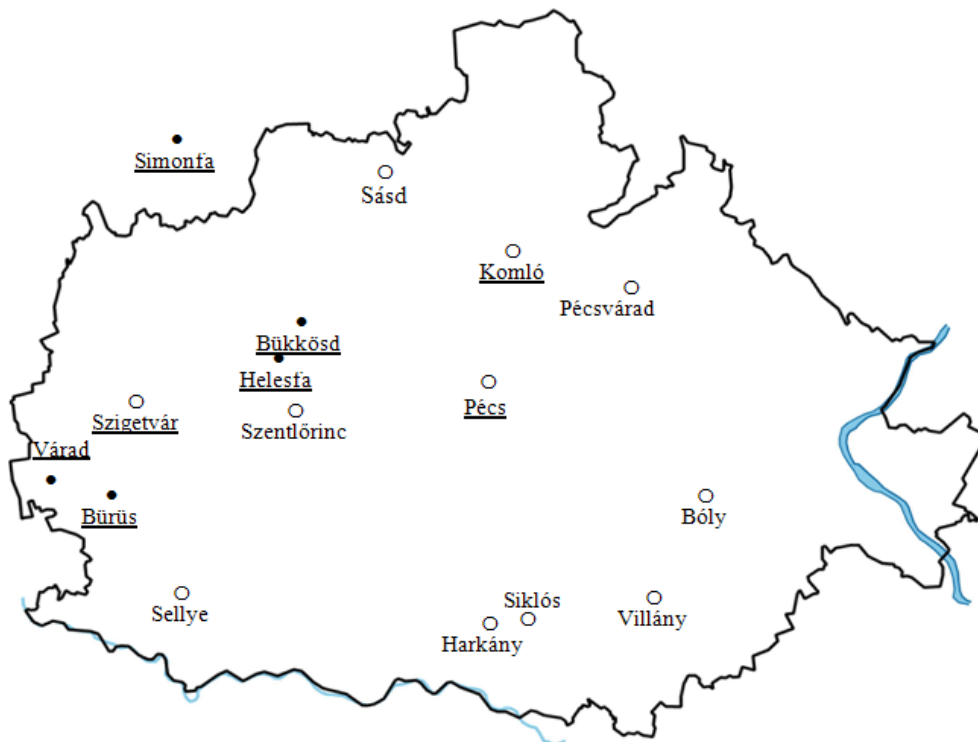 Simonfa
Sásd
Komló
Pécsvárad
Bükkösd
Helesfa
Szigetvár
Szentlőrinc
Pécs
Várad
Bürüs
Bóly
Sellye
Siklós
Harkány
Villány